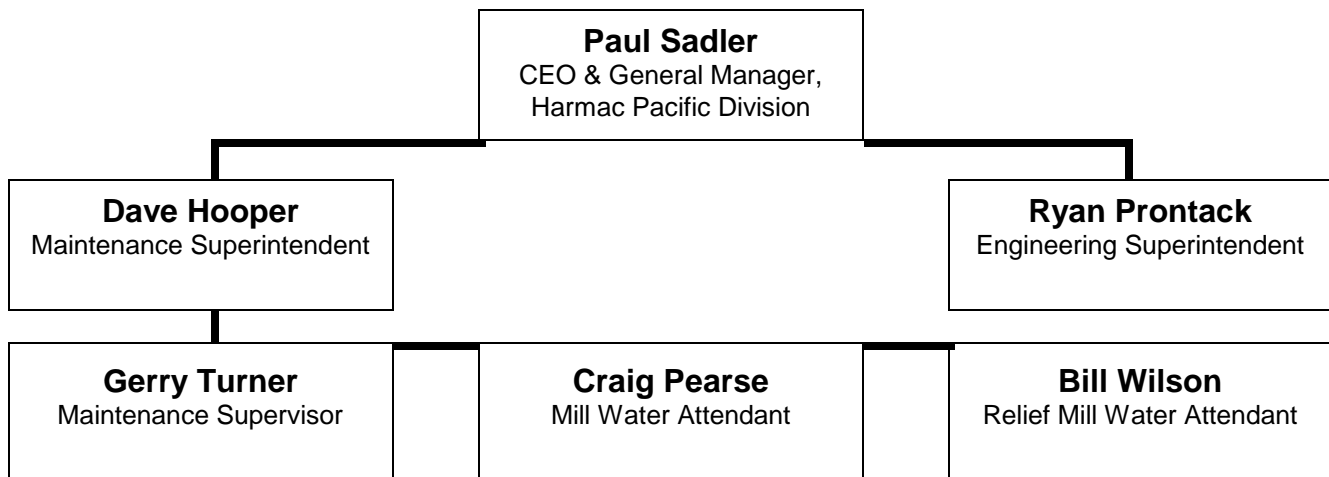 Paul Sadler
CEO & General Manager,
Harmac Pacific Division
Dave Hooper
Maintenance Superintendent
Ryan Prontack
Engineering Superintendent
Gerry Turner
Maintenance Supervisor
Craig Pearse
Mill Water Attendant
Bill Wilson
Relief Mill Water Attendant